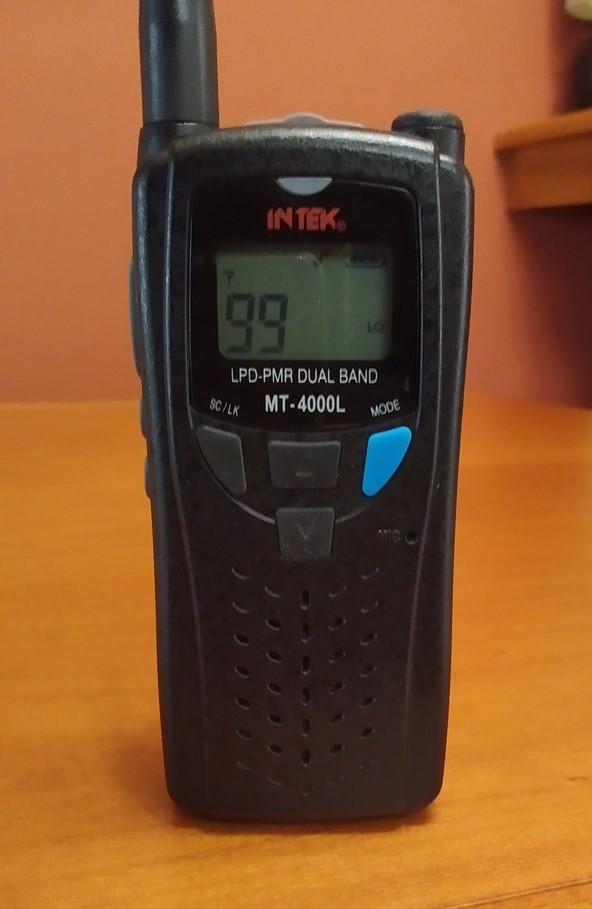 INTEK®
99
LO
LPD-PMR DUAL BAND
SC/LK MT-4000L MODE
MIC